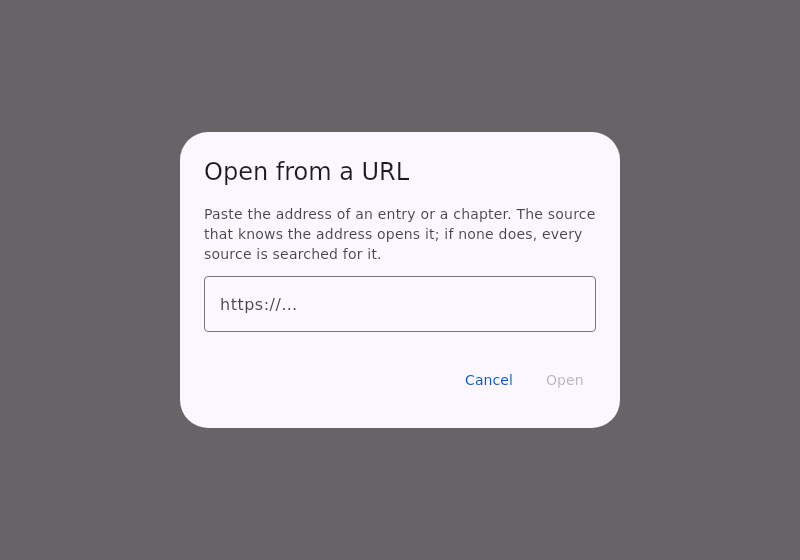 Open from a URL
Paste the address of an entry or a chapter. The source
that knows the address opens it; if none does, every
source is searched for it.
https://...
Cancel
Open